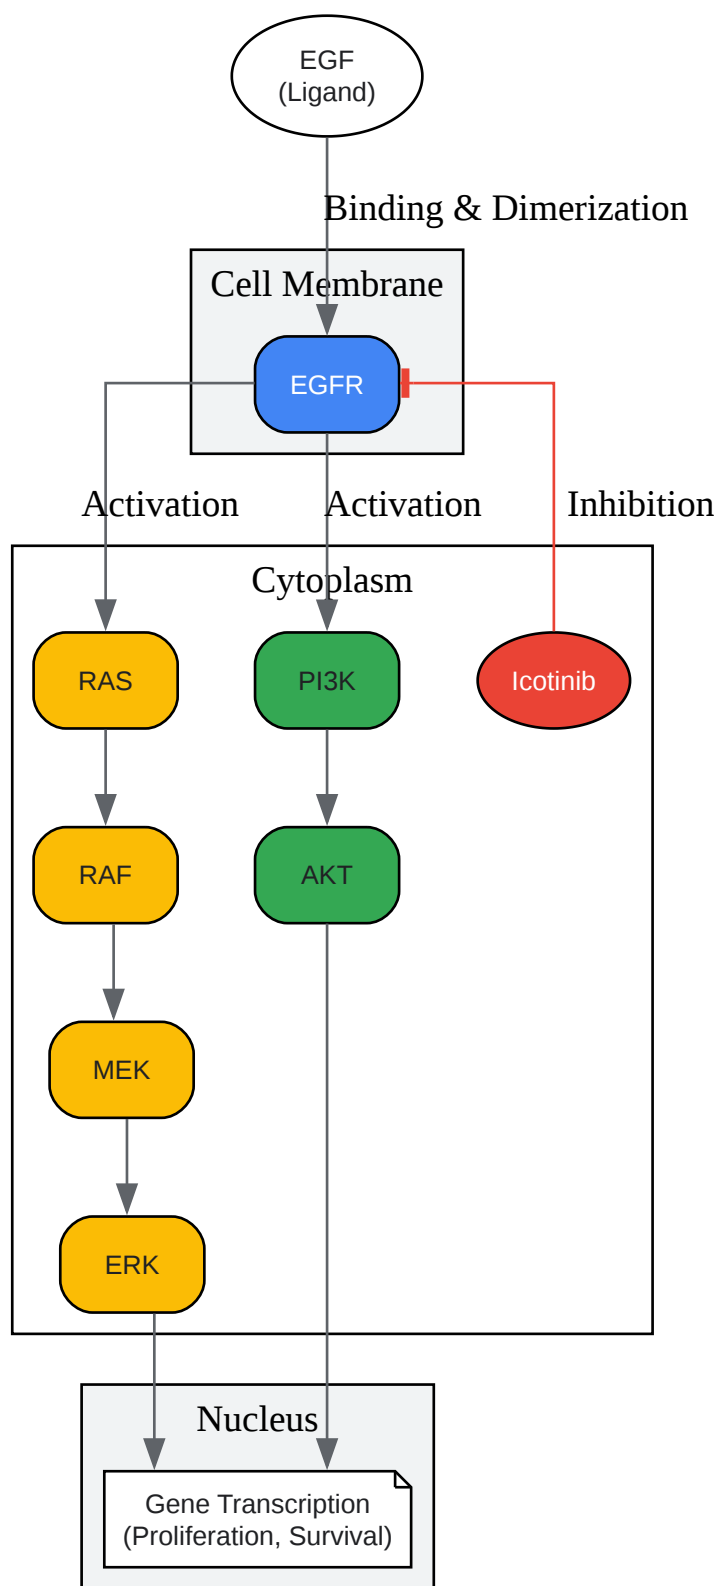 EGF
(Ligand)
Binding & Dimerization
Cell Membrane
EGFR
Activation
Activation
Inhibition
Cytoplasm
RAS
PI3K
Icotinib
RAF
AKT
MEK
ERK
Nucleus
Gene Transcription
(Proliferation, Survival)